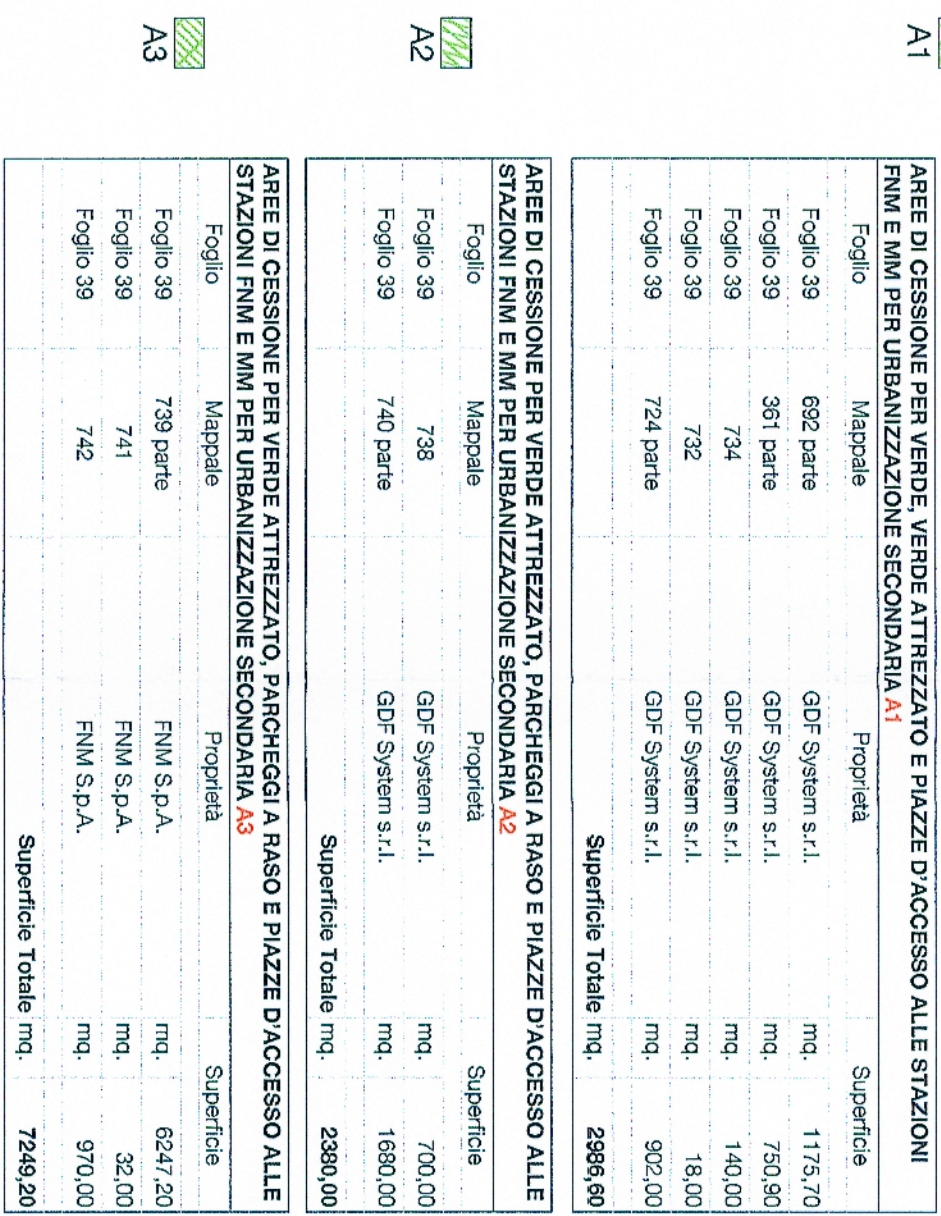 A1
AREE DI CESSIONE PER VERDE, VERDE ATTREZZATO E PIAZZE D'ACCESSO ALLE STAZIONI
FNM E MM PER URBANIZZAZIONE SECONDARIA A1
Foglio Mappale Proprietà Superficie
Foglio 39 692 parte GDF System s.r.l. mq. 1175,70
Foglio 39 361 parte GDF System s.r.l. mq. 750,90
Foglio 39 734 GDF System s.r.l. mq. 140,00
Foglio 39 732 GDF System s.r.l. mq. 18,00
Foglio 39 724 parte GDF System s.r.l. mq. 902,00
Superficie Totale mq. 2986,60
A2
AREE DI CESSIONE PER VERDE ATTREZZATO, PARCHEGGI A RASO E PIAZZE D'ACCESSO ALLE
STAZIONI FNM E MM PER URBANIZZAZIONE SECONDARIA A2
Foglio Mappale Proprietà Superficie
Foglio 39 738 GDF System s.r.l. mq. 700,00
Foglio 39 740 parte GDF System s.r.l. mq. 1680,00
Superficie Totale mq. 2380,00
A3
AREE DI CESSIONE PER VERDE ATTREZZATO, PARCHEGGI A RASO E PIAZZE D'ACCESSO ALLE
STAZIONI FNM E MM PER URBANIZZAZIONE SECONDARIA A3
Foglio Mappale Proprietà Superficie
Foglio 39 739 parte FNM S.p.A. mq. 6247,20
Foglio 39 741 FNM S.p.A. mq. 32,00
Foglio 39 742 FNM S.p.A. mq. 970,00
Superficie Totale mq. 7249,20